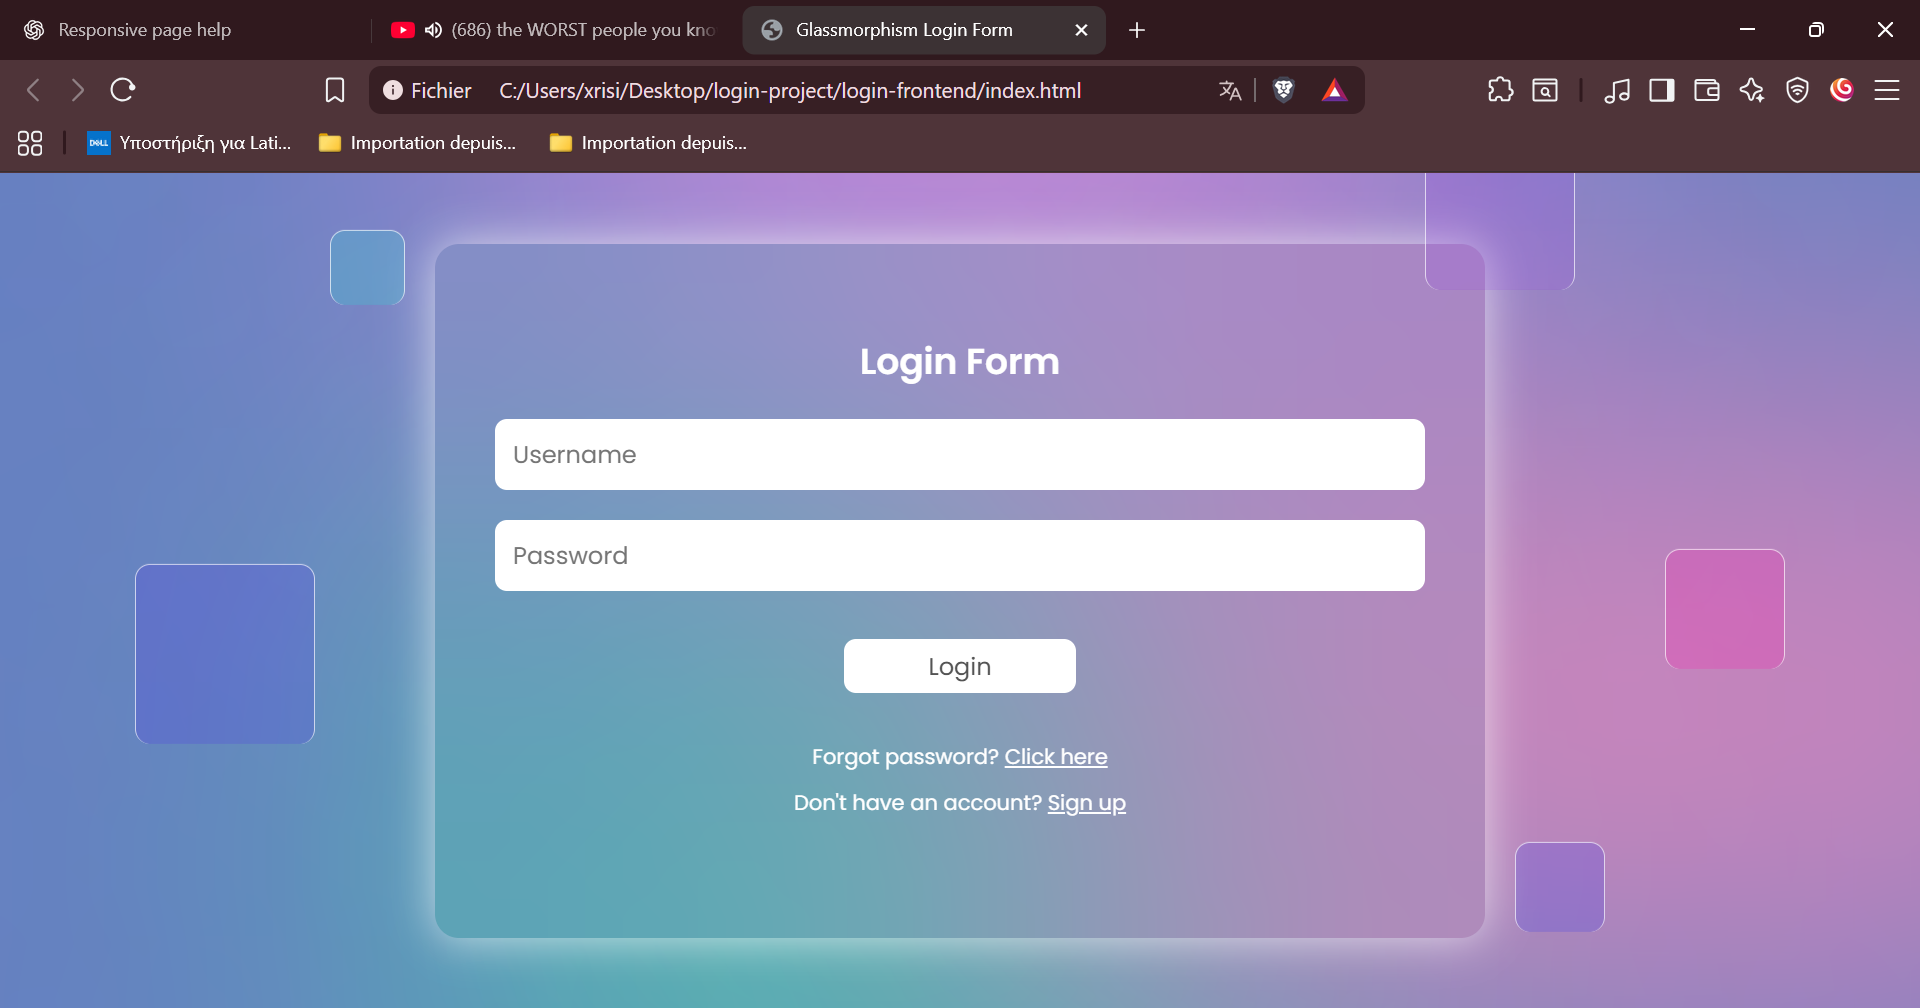 Responsive page help
(686) the WORST people you kno
Glassmorphism Login Form
Fichier C:/Users/xrisi/Desktop/login-project/login-frontend/index.html
DELL
Υποστήριξη για Lati...
Importation depuis...
Importation depuis...
Login Form
Username
Password
Login
Forgot password? Click here
Don't have an account? Sign up